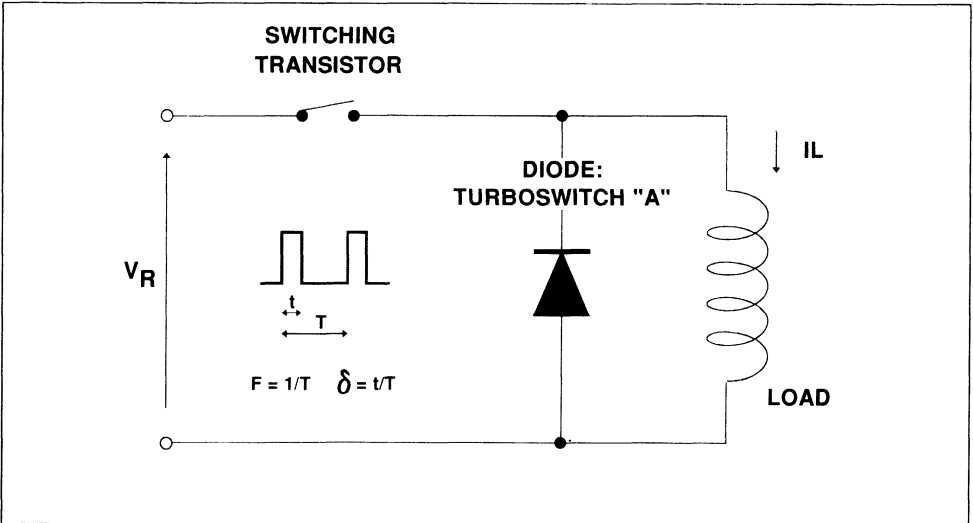 SWITCHING
TRANSISTOR
IL
DIODE:
TURBOSWITCH "A"
VR
t
T
F = 1/T δ = t/T
LOAD